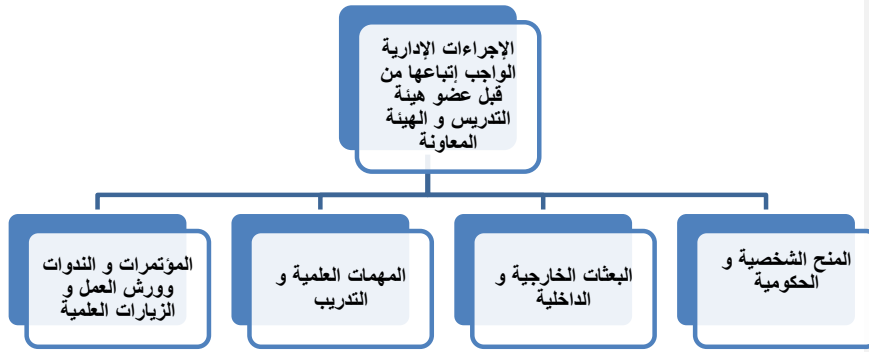 الإجراءات الإدارية
الواجب إتباعها من
قبل عضو هيئة
التدريس و الهيئة
المعاونة
المنح الشخصية و
الحكومية
البعثات الخارجية و
الداخلية
المهمات العلمية و
التدريب
المؤتمرات و الندوات
وورش العمل و
الزيارات العلمية